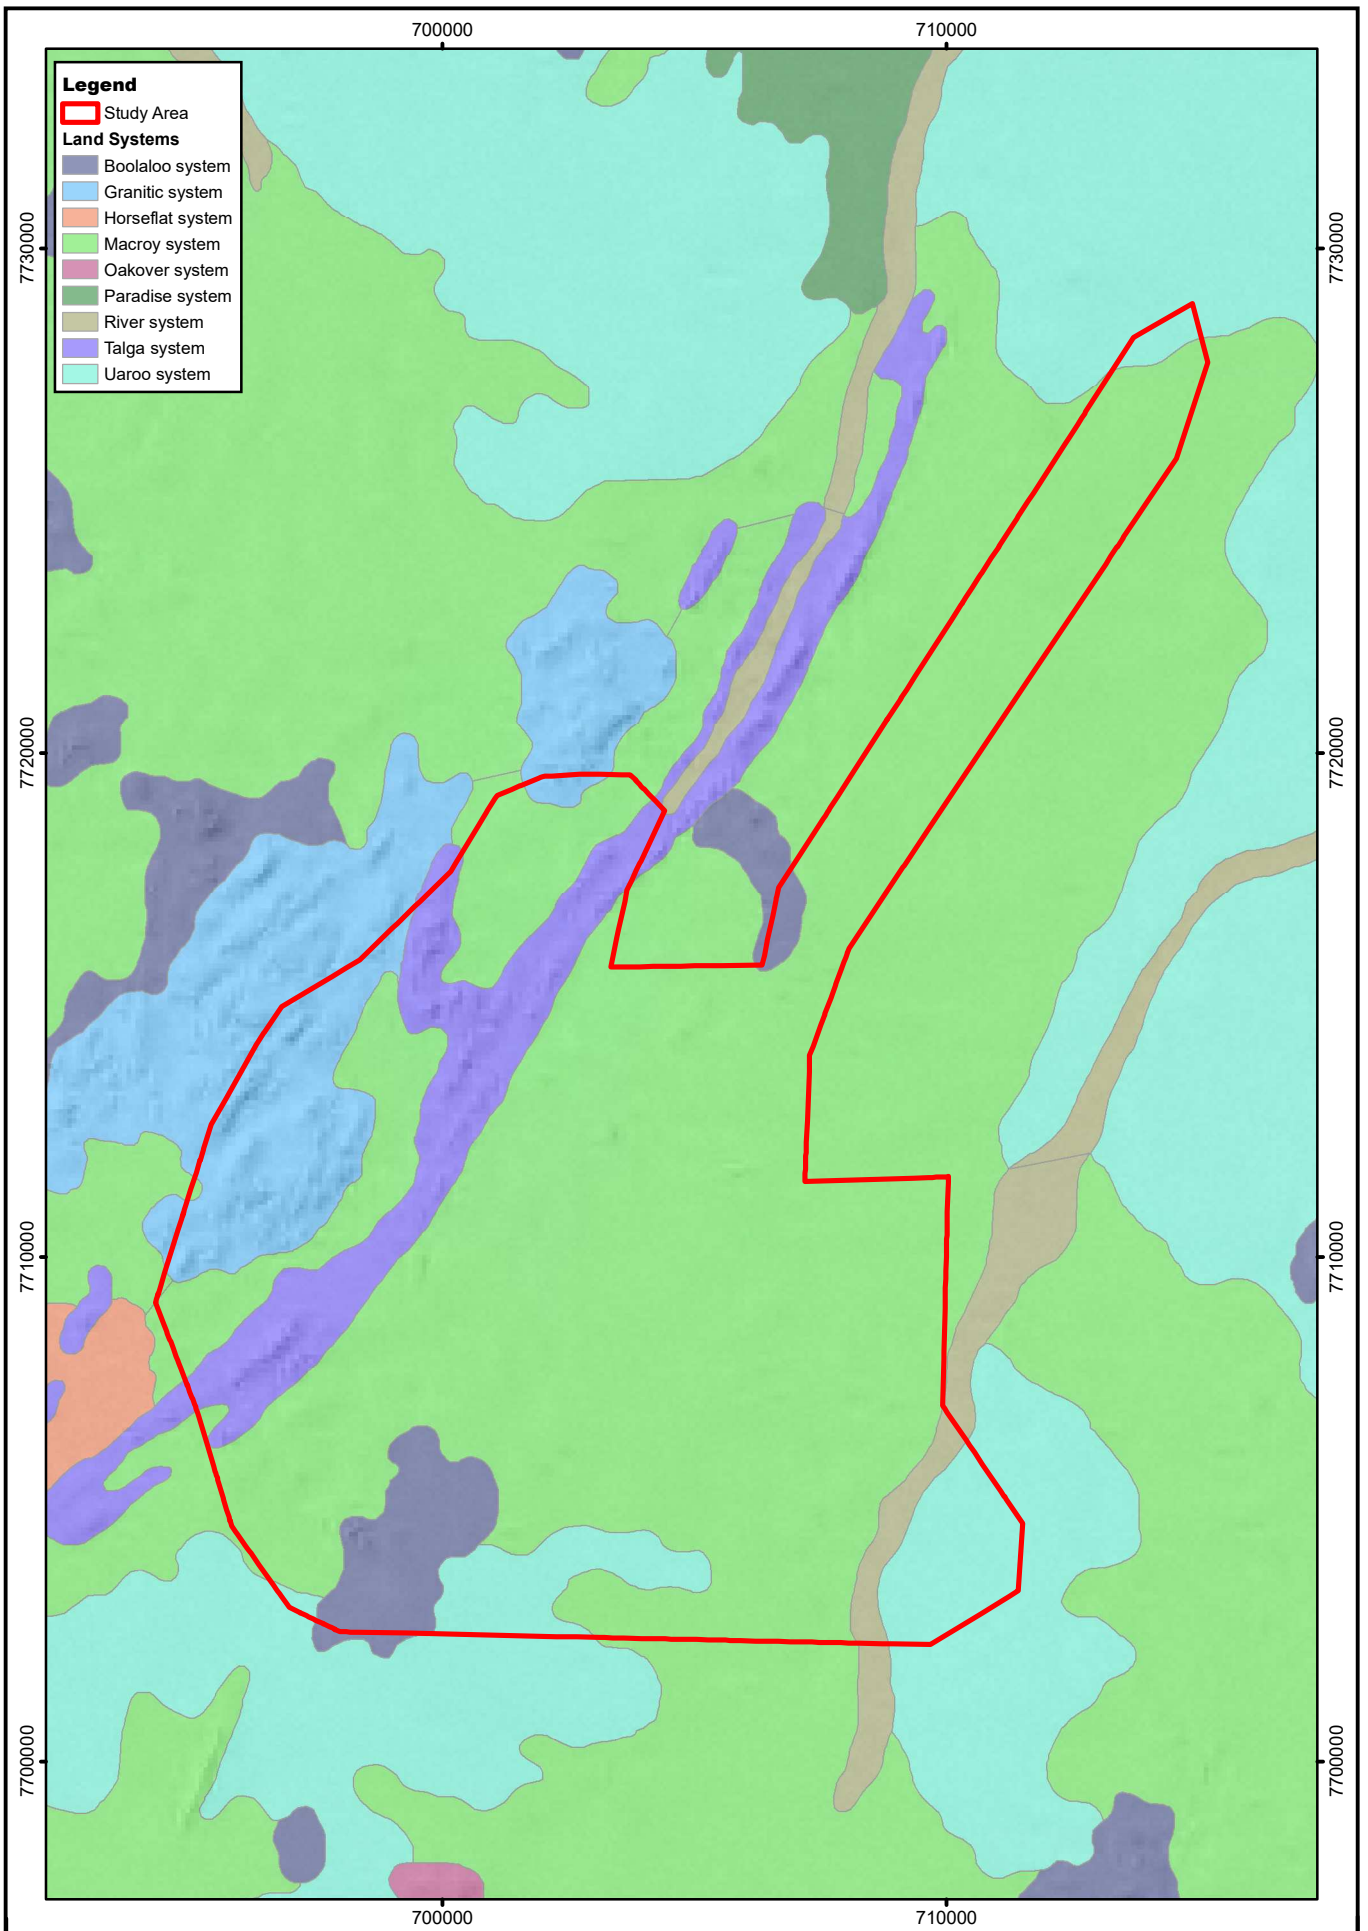 700000 710000
Legend
Study Area
Land Systems
Boolaloo system
Granitic system
Horseflat system
Macroy system
Oakover system
Paradise system
River system
Talga system
Uaroo system
7730000 7730000
7720000 7720000
7710000 7710000
7700000 7700000
700000 710000